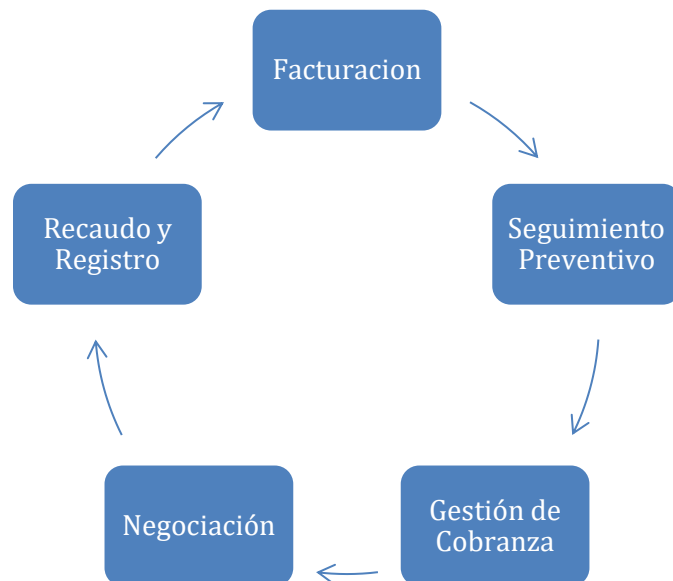 Facturacion
Seguimiento
Preventivo
Gestión de
Cobranza
Negociación
Recaudo y
Registro